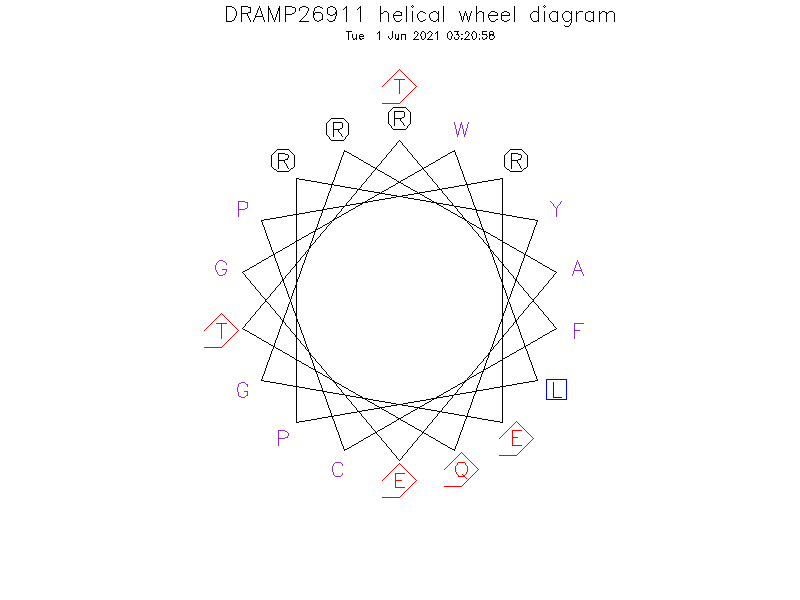 DRAMP26911 helical wheel diagram
Tue 1 Jun 2021 03:20:58
T
R R W
R R
P Y
G A
T F
G L
P E
C Q
E